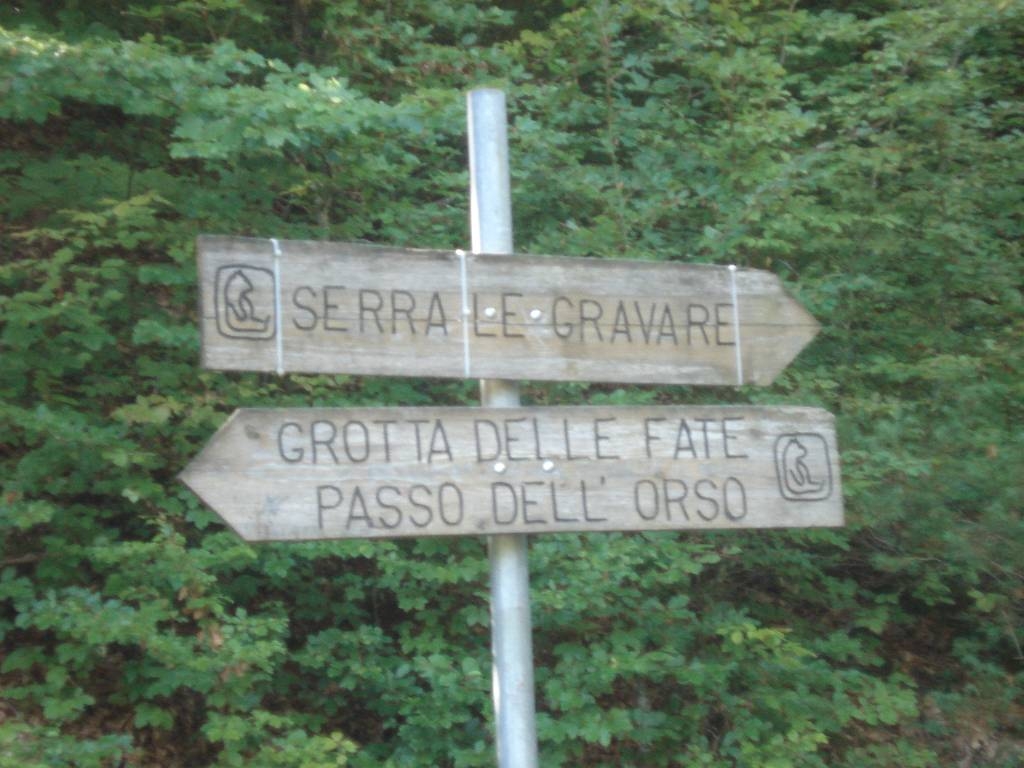 SERRA LE GRAVARE
GROTTA DELLE FATE
PASSO DELL' ORSO